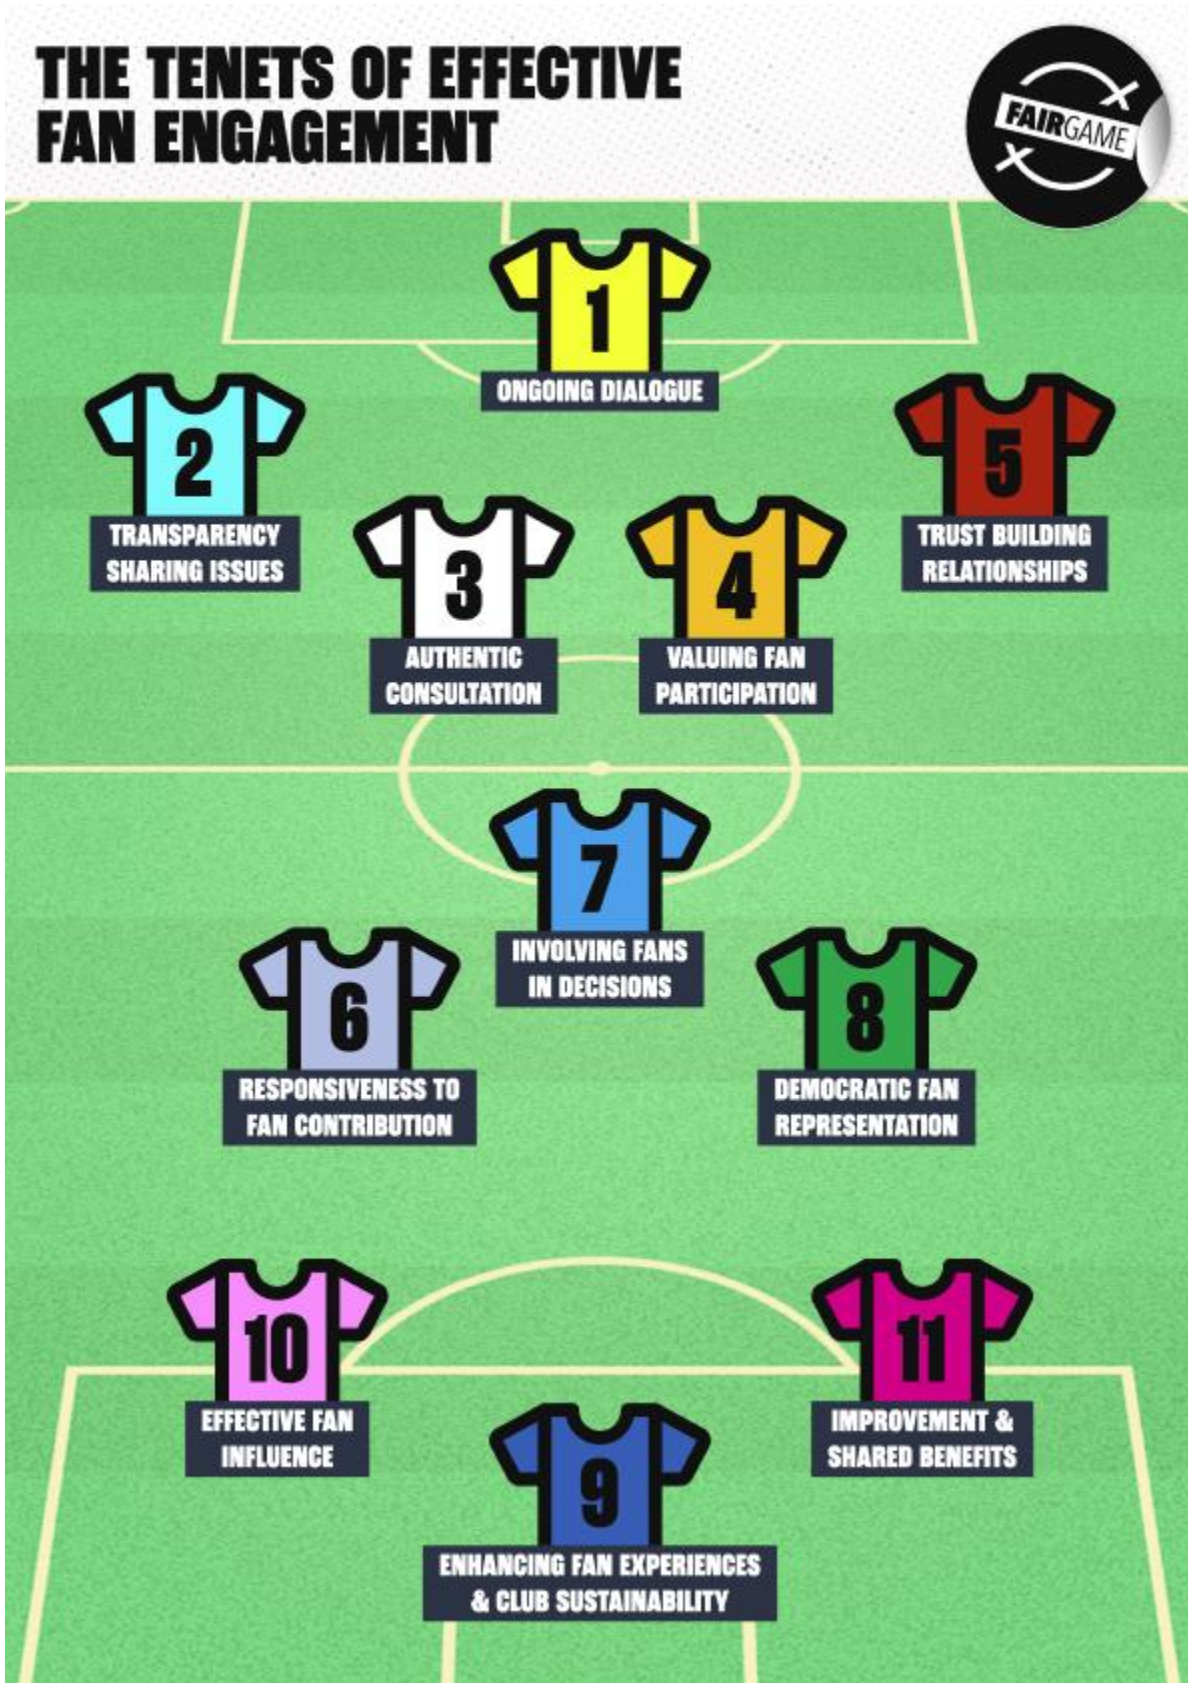 THE TENETS OF EFFECTIVE
FAN ENGAGEMENT
FAIRGAME
1
ONGOING DIALOGUE
2
TRANSPARENCY
SHARING ISSUES
5
TRUST BUILDING
RELATIONSHIPS
3
AUTHENTIC
CONSULTATION
4
VALUING FAN
PARTICIPATION
7
INVOLVING FANS
IN DECISIONS
6
RESPONSIVENESS TO
FAN CONTRIBUTION
8
DEMOCRATIC FAN
REPRESENTATION
10
EFFECTIVE FAN
INFLUENCE
11
IMPROVEMENT &
SHARED BENEFITS
9
ENHANCING FAN EXPERIENCES
& CLUB SUSTAINABILITY